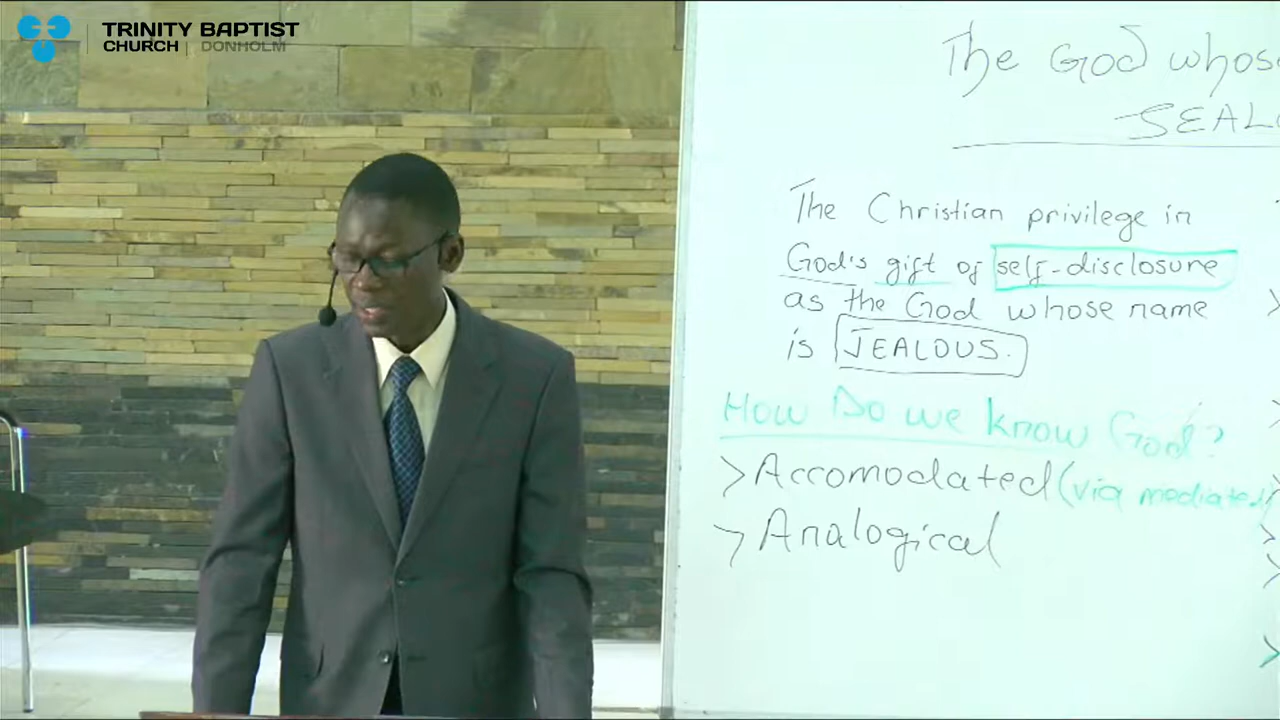 TRINITY BAPTIST
CHURCH | DONHOLM
The God whose
JEALO
The Christian privilege in
God's gift of self-disclosure
as the God whose name
is JEALOUS.
How Do we know God?
>Accomodated (via mediated
>Analogical